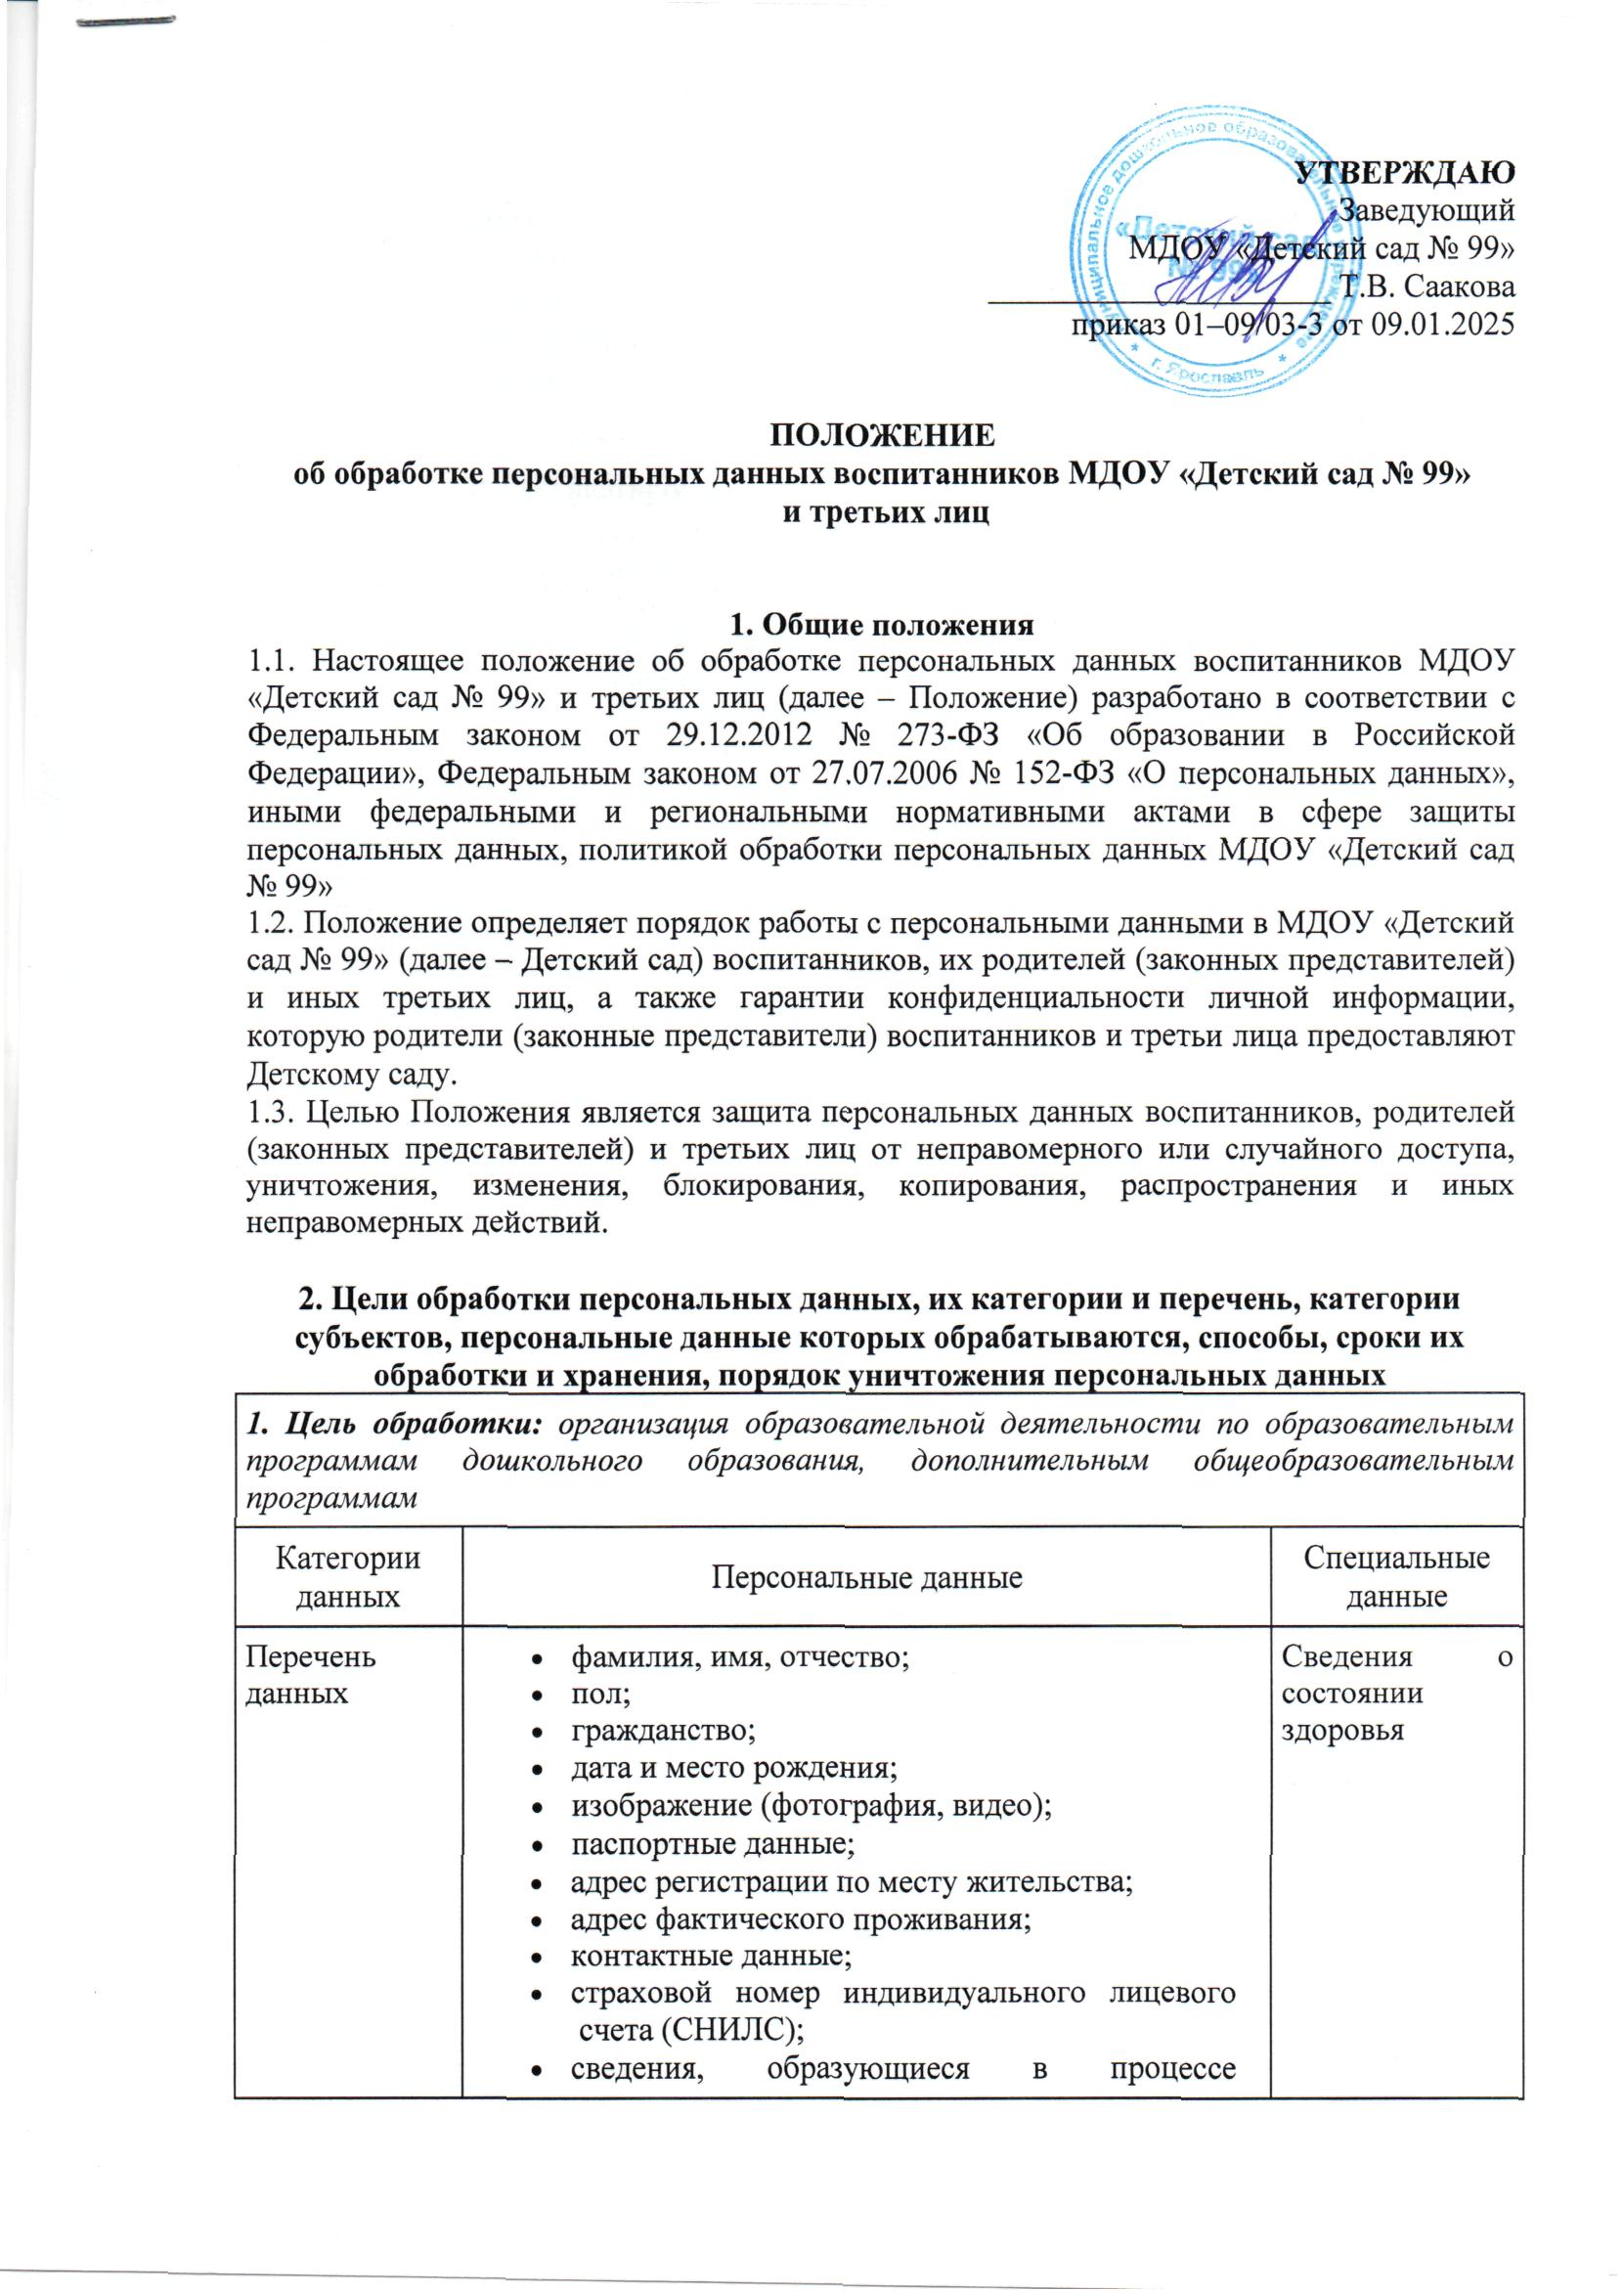 муниципальное дошкольное образовательное учреждение
«Детский сад
№ 99»
* г. Ярославль *
УТВЕРЖДАЮ
Заведующий
МДОУ «Детский сад № 99»
Т.В. Саакова
приказ 01–09/03-3 от 09.01.2025
ПОЛОЖЕНИЕ
об обработке персональных данных воспитанников МДОУ «Детский сад № 99»
и третьих лиц
1. Общие положения
1.1. Настоящее положение об обработке персональных данных воспитанников МДОУ
«Детский сад № 99» и третьих лиц (далее – Положение) разработано в соответствии с
Федеральным законом от 29.12.2012 № 273-ФЗ «Об образовании в Российской
Федерации», Федеральным законом от 27.07.2006 № 152-ФЗ «О персональных данных»,
иными федеральными и региональными нормативными актами в сфере защиты
персональных данных, политикой обработки персональных данных МДОУ «Детский сад
№ 99»
1.2. Положение определяет порядок работы с персональными данными в МДОУ «Детский
сад № 99» (далее – Детский сад) воспитанников, их родителей (законных представителей)
и иных третьих лиц, а также гарантии конфиденциальности личной информации,
которую родители (законные представители) воспитанников и третьи лица предоставляют
Детскому саду.
1.3. Целью Положения является защита персональных данных воспитанников, родителей
(законных представителей) и третьих лиц от неправомерного или случайного доступа,
уничтожения, изменения, блокирования, копирования, распространения и иных
неправомерных действий.
2. Цели обработки персональных данных, их категории и перечень, категории
субъектов, персональные данные которых обрабатываются, способы, сроки их
обработки и хранения, порядок уничтожения персональных данных
1. Цель обработки: организация образовательной деятельности по образовательным
программам дошкольного образования, дополнительным общеобразовательным
программам
Категории
данных
Персональные данные
Специальные
данные
Перечень
данных
• фамилия, имя, отчество;
• пол;
• гражданство;
• дата и место рождения;
• изображение (фотография, видео);
• паспортные данные;
• адрес регистрации по месту жительства;
• адрес фактического проживания;
• контактные данные;
• страховой номер индивидуального лицевого
счета (СНИЛС);
• сведения, образующиеся в процессе
Сведения о
состоянии
здоровья